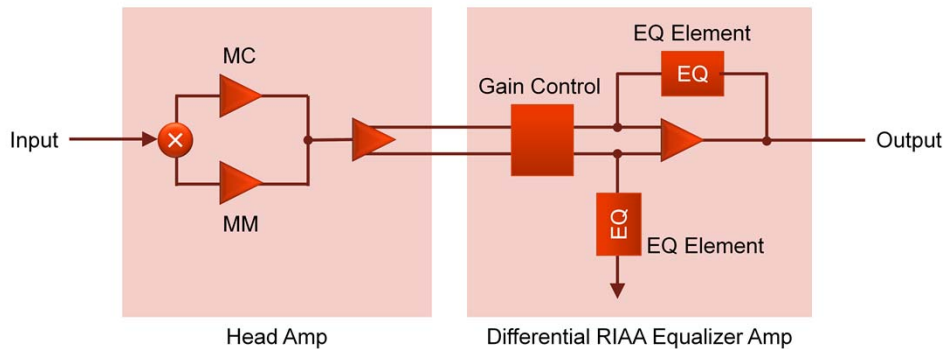 EQ Element
MC
EQ
Gain Control
Input
Output
MM
EQ
EQ Element
Head Amp
Differential RIAA Equalizer Amp